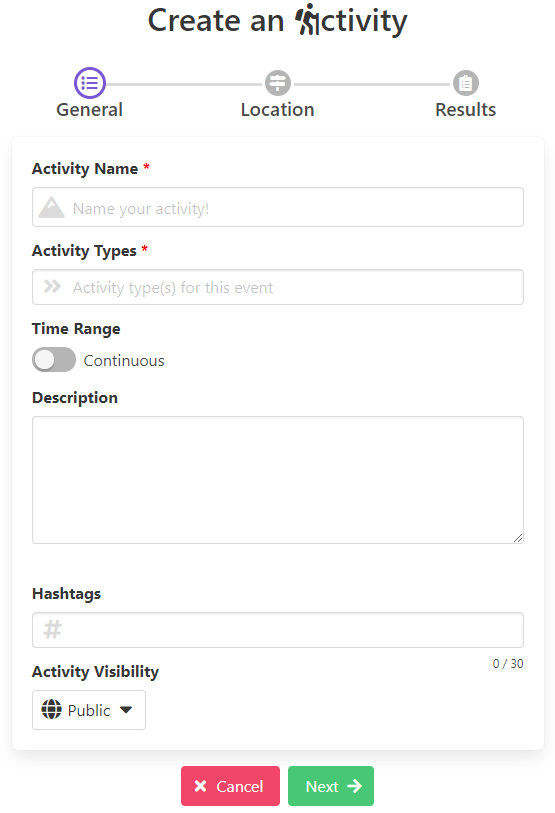 Create an ctivity
General
Location
Results
Activity Name *
Name your activity!
Activity Types *
Activity type(s) for this event
Time Range
Continuous
Description
Hashtags
#
0 / 30
Activity Visibility
Public
Cancel
Next